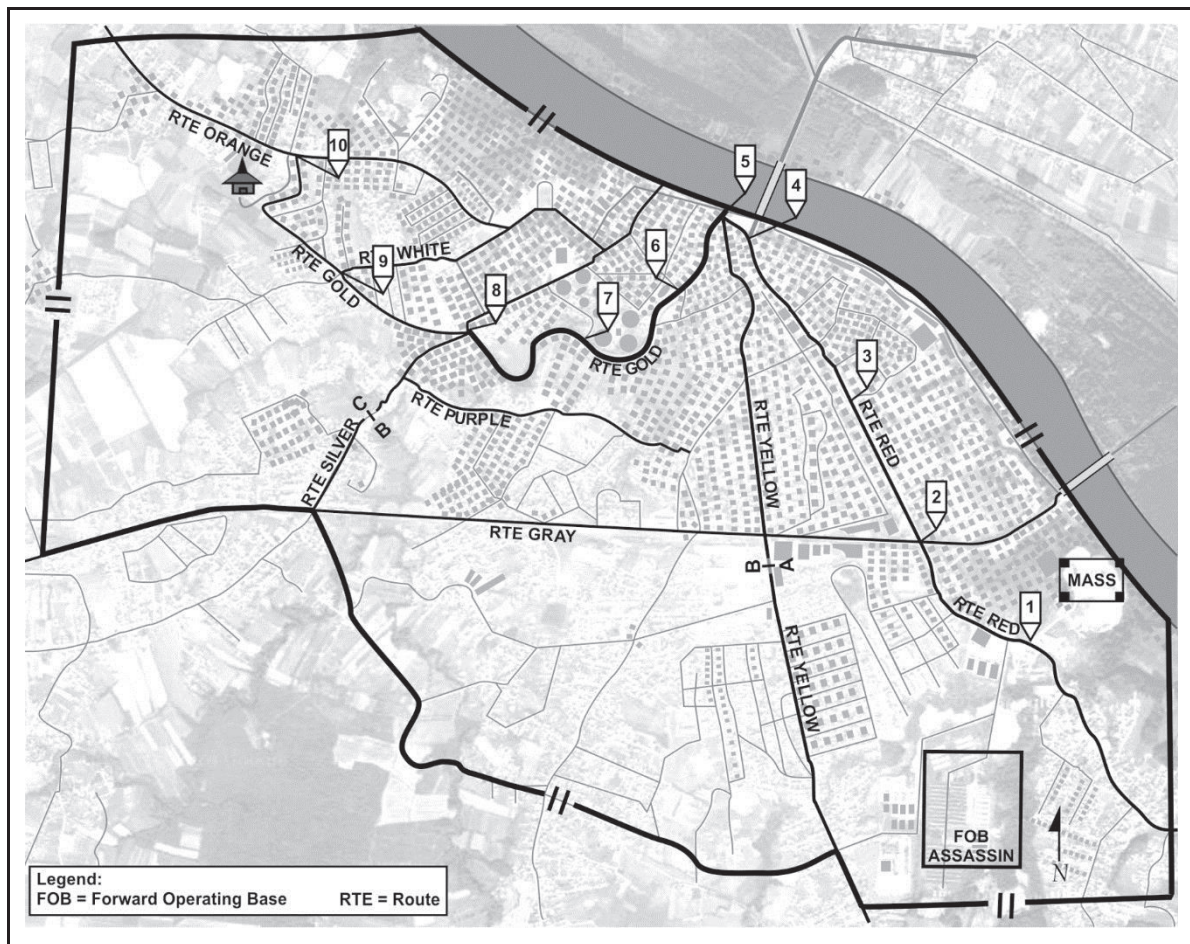 RTE ORANGE
10
5
4
6
RTE WHITE
9
RTE GOLD
8
7
RTE GOLD
3
RTE PURPLE
C
B
RTE SILVER
RTE YELLOW
RTE RED
2
RTE GRAY
B
A
MASS
1
RTE RED
RTE YELLOW
FOB
ASSASSIN
N
Legend:
FOB = Forward Operating Base RTE = Route